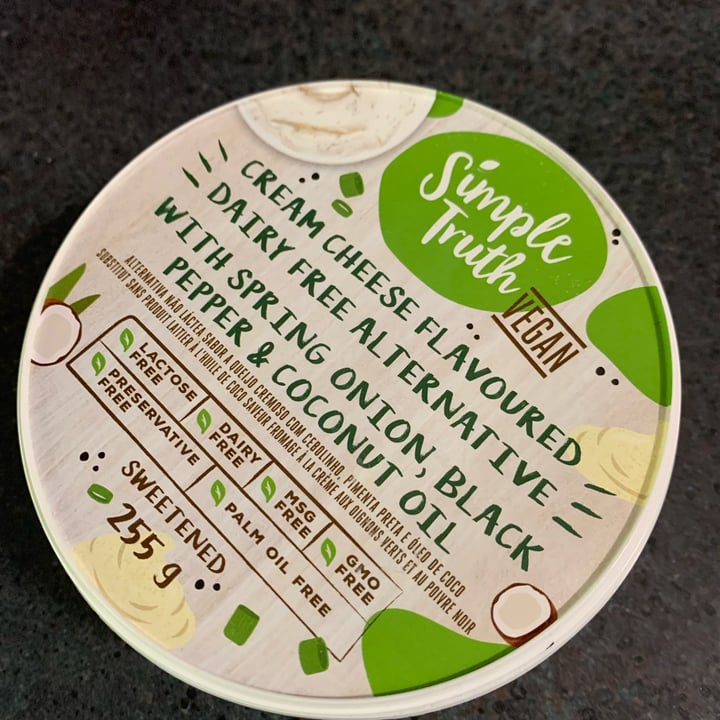 Simple
Truth
VEGAN
CREAM CHEESE FLAVOURED
DAIRY FREE ALTERNATIVE
WITH SPRING ONION, BLACK
PEPPER & COCONUT OIL
ALTERNATIVA NÃO LÁCTEA SABOR A QUEIJO CREMOSO COM CEBOLINHO, PIMENTA PRETA E ÓLEO DE COCO
SUBSTITUT SANS PRODUIT LAITIER À L'HUILE DE COCO SAVEUR FROMAGE À LA CRÈME AUX OIGNONS VERTS ET AU POIVRE NOIR
LACTOSE
FREE
DAIRY
FREE
MSG
FREE
GMO
FREE
PRESERVATIVE
FREE
PALM OIL FREE
SWEETENED
255 g